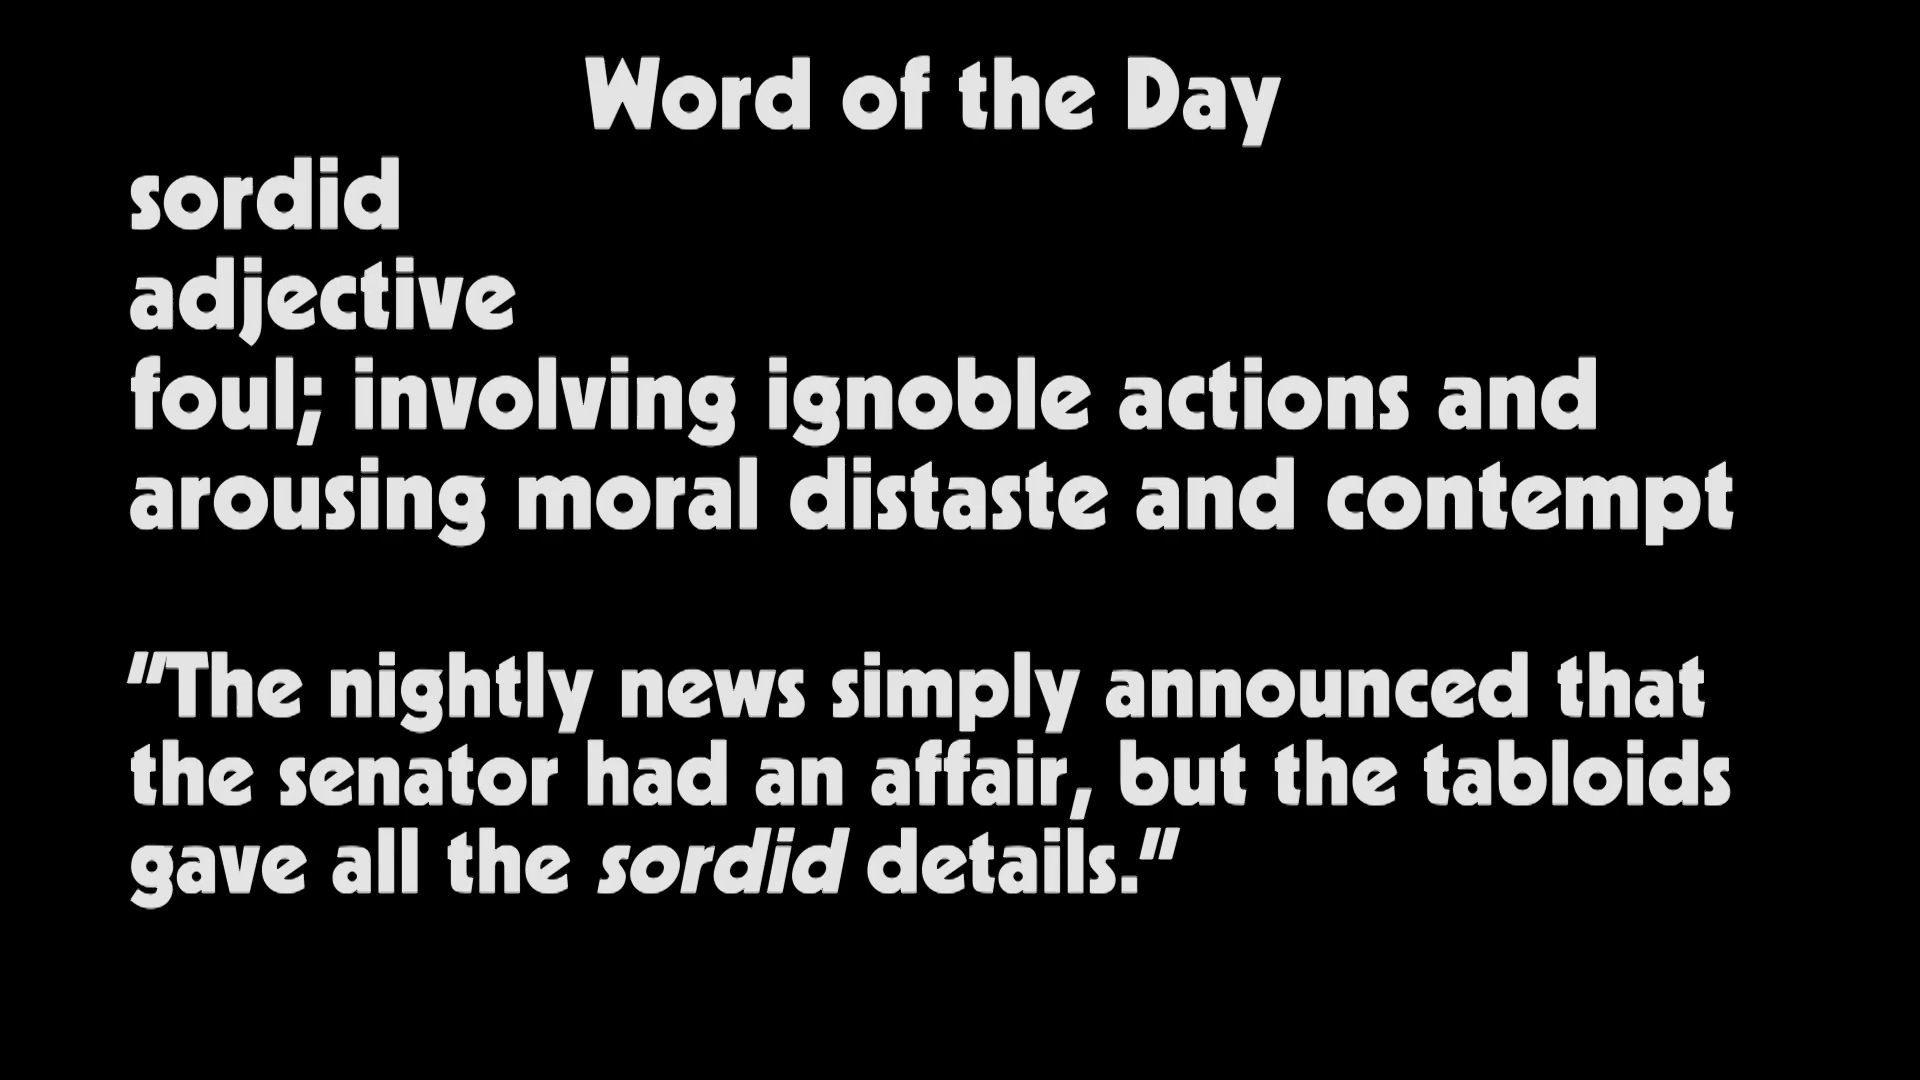 Word of the Day
sordid
adjective
foul; involving ignoble actions and
arousing moral distaste and contempt
"The nightly news simply announced that
the senator had an affair, but the tabloids
gave all the sordid details."